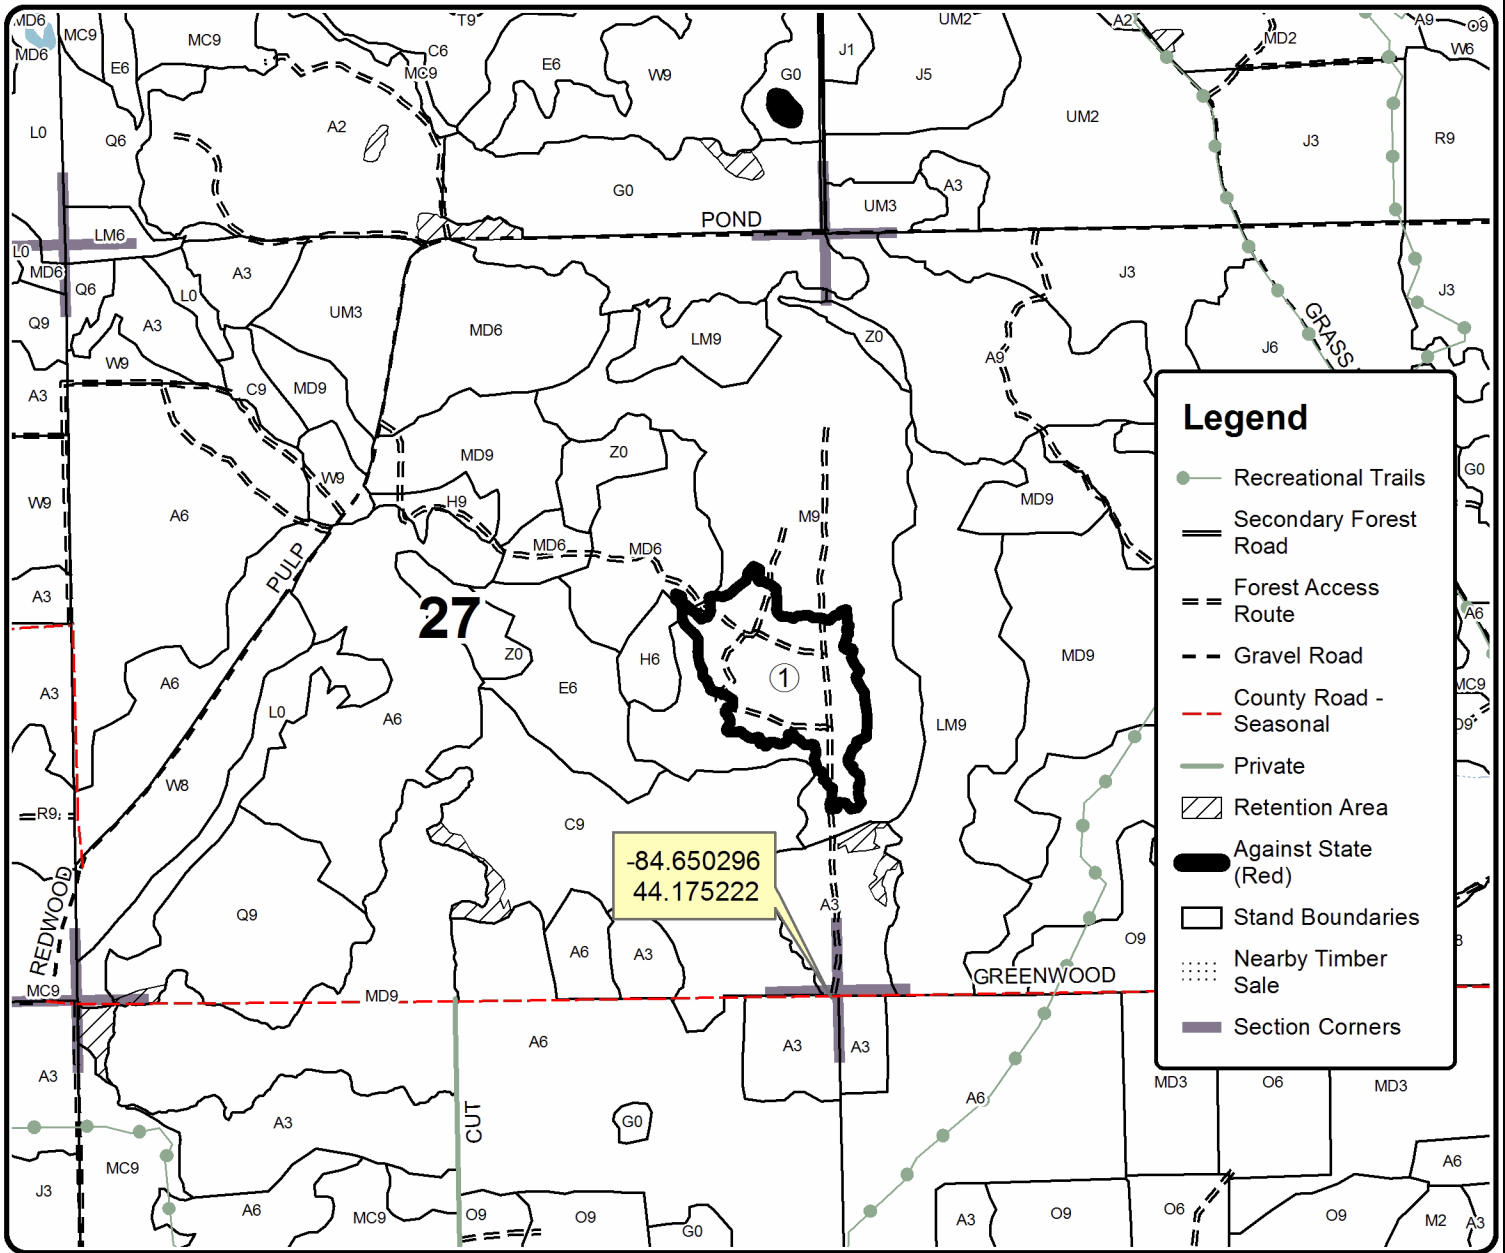 MD6
MC9
MC9
T9
C6
UM2
A2
A9
O9
MD6
E6
MC9
E6
W9
G0
J1
J5
MD2
W6
L0
Q6
A2
UM2
J3
R9
G0
A3
UM3
POND
LM6
L0
MD6
A3
J3
Q6
L0
J3
Q9
A3
UM3
MD6
LM9
Z0
GRASS
J6
W9
A9
A3
C9
MD9
Legend
Recreational Trails
Secondary Forest
Road
Forest Access
Route
Gravel Road
County Road -
Seasonal
Private
Retention Area
Against State
(Red)
Stand Boundaries
Nearby Timber
Sale
Section Corners
MD9
Z0
G0
W9
W9
H9
MD9
A6
M9
MD6
MD6
PULP
A3
27
A6
Z0
H6
MD9
A3
A6
E6
1
MC9
L0
A6
LM9
D9
W8
R9
C9
-84.650296
44.175222
REDWOOD
Q9
A3
A6
A3
O9
8
GREENWOOD
MC9
MD9
A6
A3
A3
A3
MD3
O6
MD3
A6
CUT
A3
G0
MC9
A6
J3
A6
MC9
O9
O9
G0
A3
O9
O6
O9
M2
A3